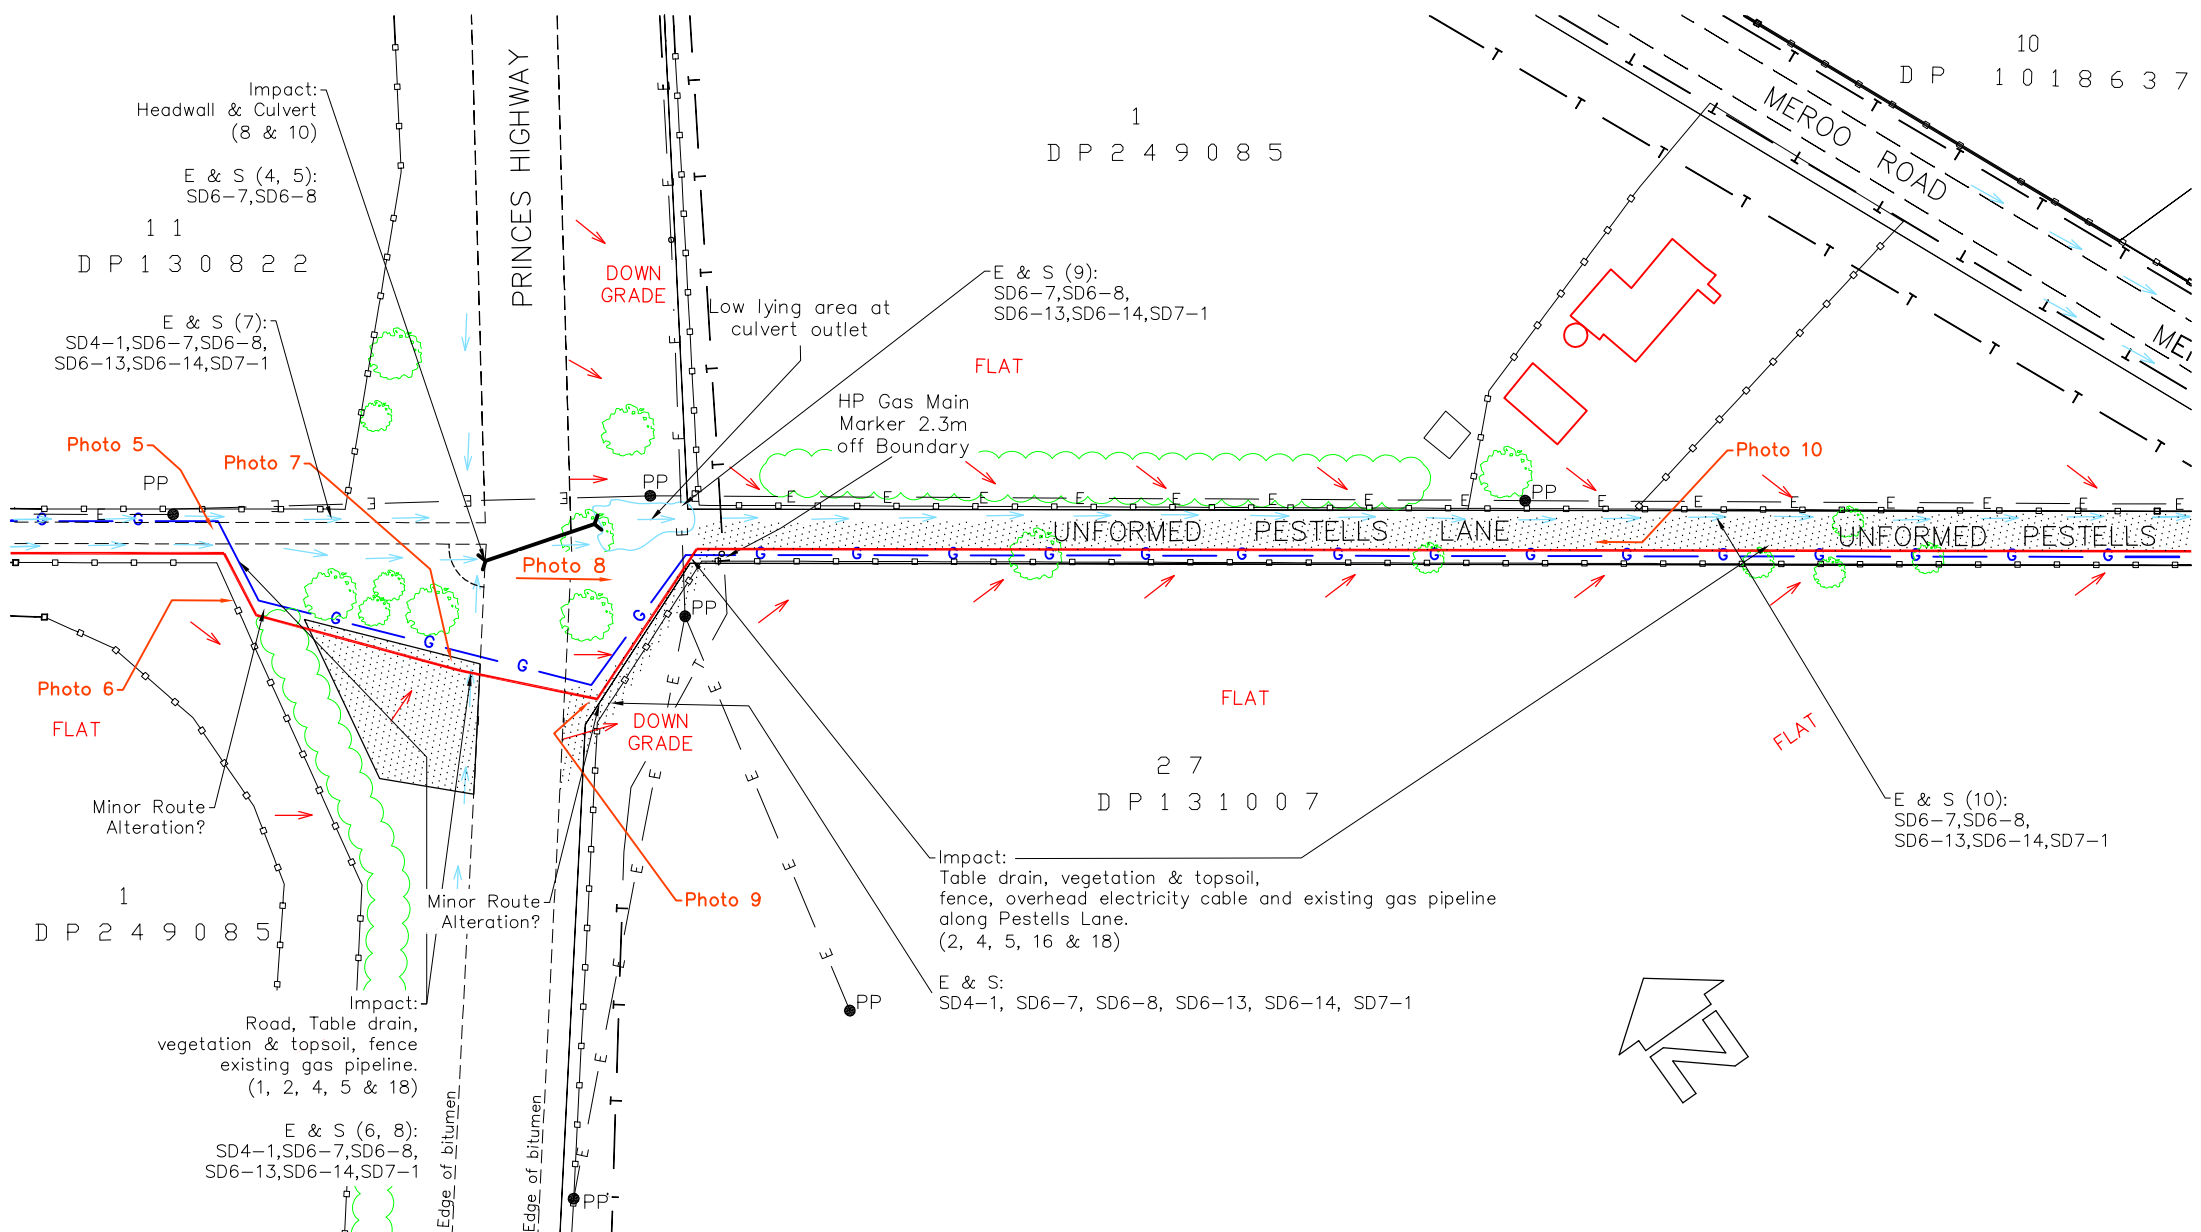 10
D P 1 0 1 8 6 3 7
PRINCES HIGHWAY
MEROO ROAD
Impact:
Headwall & Culvert
(8 & 10)
E & S (4, 5):
SD6-7,SD6-8
1
D P 2 4 9 0 8 5
1 1
D P 1 3 0 8 2 2
DOWN
GRADE
E & S (9):
SD6-7,SD6-8,
SD6-13,SD6-14,SD7-1
Low lying area at
culvert outlet
E & S (7):
SD4-1,SD6-7,SD6-8,
SD6-13,SD6-14,SD7-1
FLAT
ME
HP Gas Main
Marker 2.3m
off Boundary
Photo 5
Photo 7
Photo 10
PP
PP
PP
UNFORMED PESTELLS LANE
UNFORMED PESTELLS
Photo 8
PP
Photo 6
FLAT
FLAT
DOWN
GRADE
FLAT
2 7
D P 1 3 1 0 0 7
Minor Route
Alteration?
E & S (10):
SD6-7,SD6-8,
SD6-13,SD6-14,SD7-1
Impact:
Table drain, vegetation & topsoil,
fence, overhead electricity cable and existing gas pipeline
along Pestells Lane.
(2, 4, 5, 16 & 18)
1
D P 2 4 9 0 8 5
Minor Route
Alteration?
Photo 9
E & S:
SD4-1, SD6-7, SD6-8, SD6-13, SD6-14, SD7-1
PP
Impact:
Road, Table drain,
vegetation & topsoil, fence
existing gas pipeline.
(1, 2, 4, 5 & 18)
E & S (6, 8):
SD4-1,SD6-7,SD6-8,
SD6-13,SD6-14,SD7-1
Edge of bitumen
Edge of bitumen
PP
N